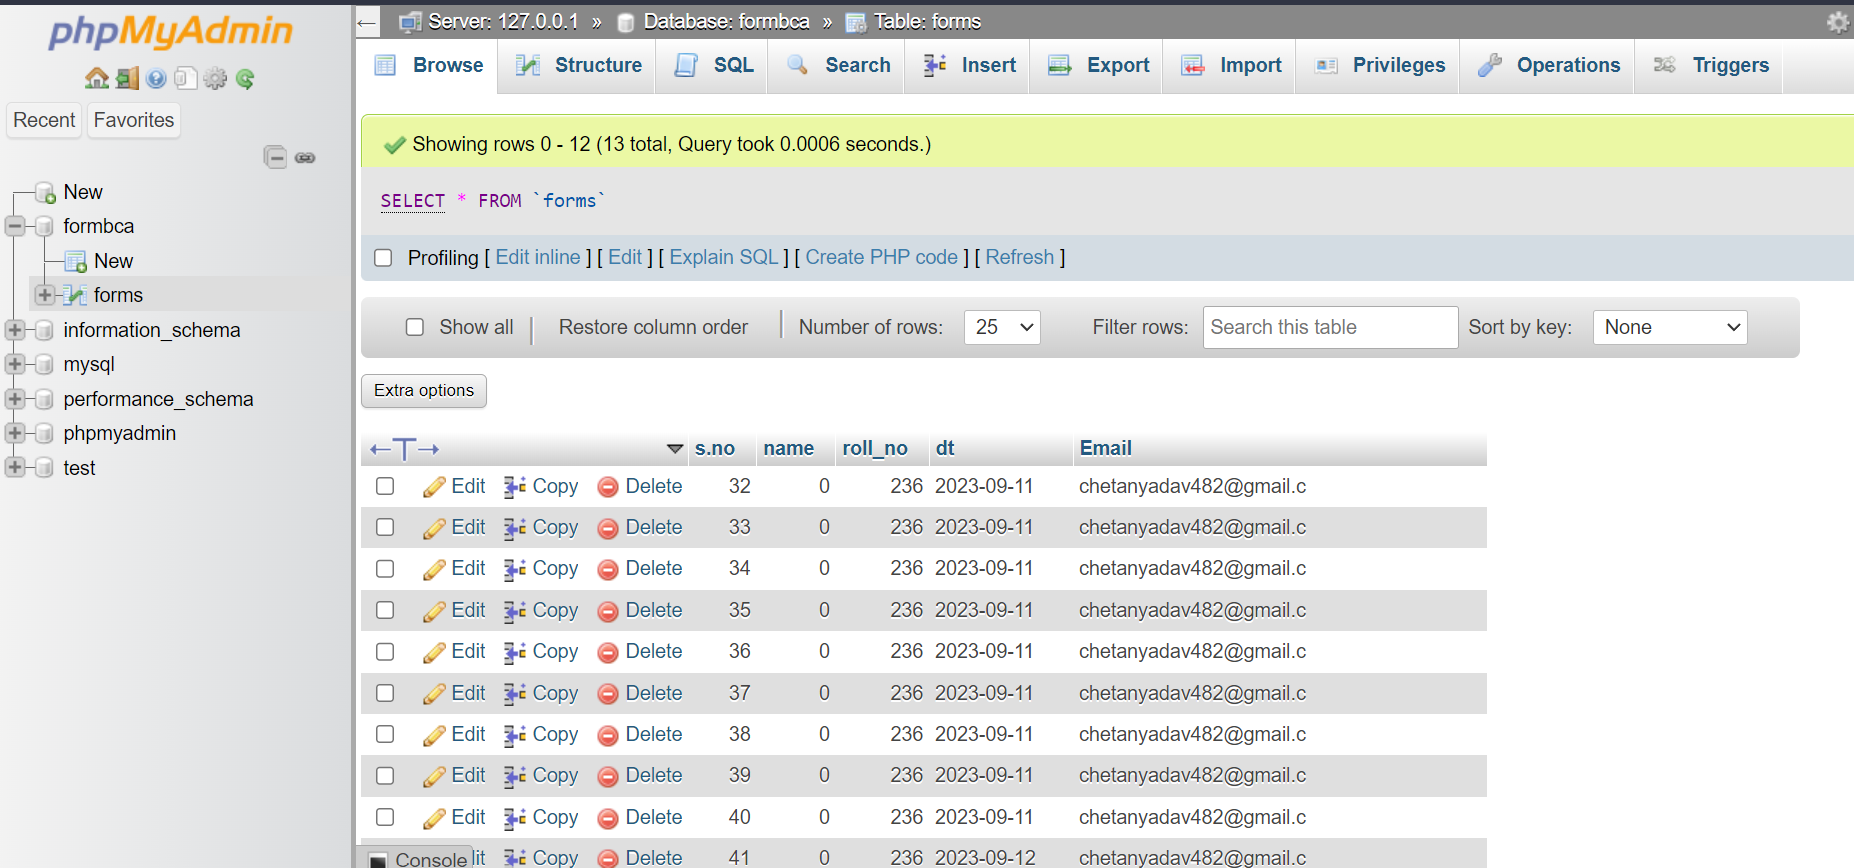 phpMyAdmin
Recent Favorites
New
formbca
New
forms
information_schema
mysql
performance_schema
phpmyadmin
test
← Server: 127.0.0.1 » Database: formbca » Table: forms
Browse Structure SQL Search Insert Export Import Privileges Operations Triggers
Showing rows 0 - 12 (13 total, Query took 0.0006 seconds.)
SELECT * FROM `forms`
Profiling [ Edit inline ] [ Edit ] [ Explain SQL ] [ Create PHP code ] [ Refresh ]
Show all | Restore column order | Number of rows: 25 Filter rows: Search this table Sort by key: None
Extra options
←T→ s.no name roll_no dt Email
Edit Copy Delete 32 0 236 2023-09-11 chetanyadav482@gmail.c
Edit Copy Delete 33 0 236 2023-09-11 chetanyadav482@gmail.c
Edit Copy Delete 34 0 236 2023-09-11 chetanyadav482@gmail.c
Edit Copy Delete 35 0 236 2023-09-11 chetanyadav482@gmail.c
Edit Copy Delete 36 0 236 2023-09-11 chetanyadav482@gmail.c
Edit Copy Delete 37 0 236 2023-09-11 chetanyadav482@gmail.c
Edit Copy Delete 38 0 236 2023-09-11 chetanyadav482@gmail.c
Edit Copy Delete 39 0 236 2023-09-11 chetanyadav482@gmail.c
Edit Copy Delete 40 0 236 2023-09-11 chetanyadav482@gmail.c
Console lit Copy Delete 41 0 236 2023-09-12 chetanyadav482@gmail.c